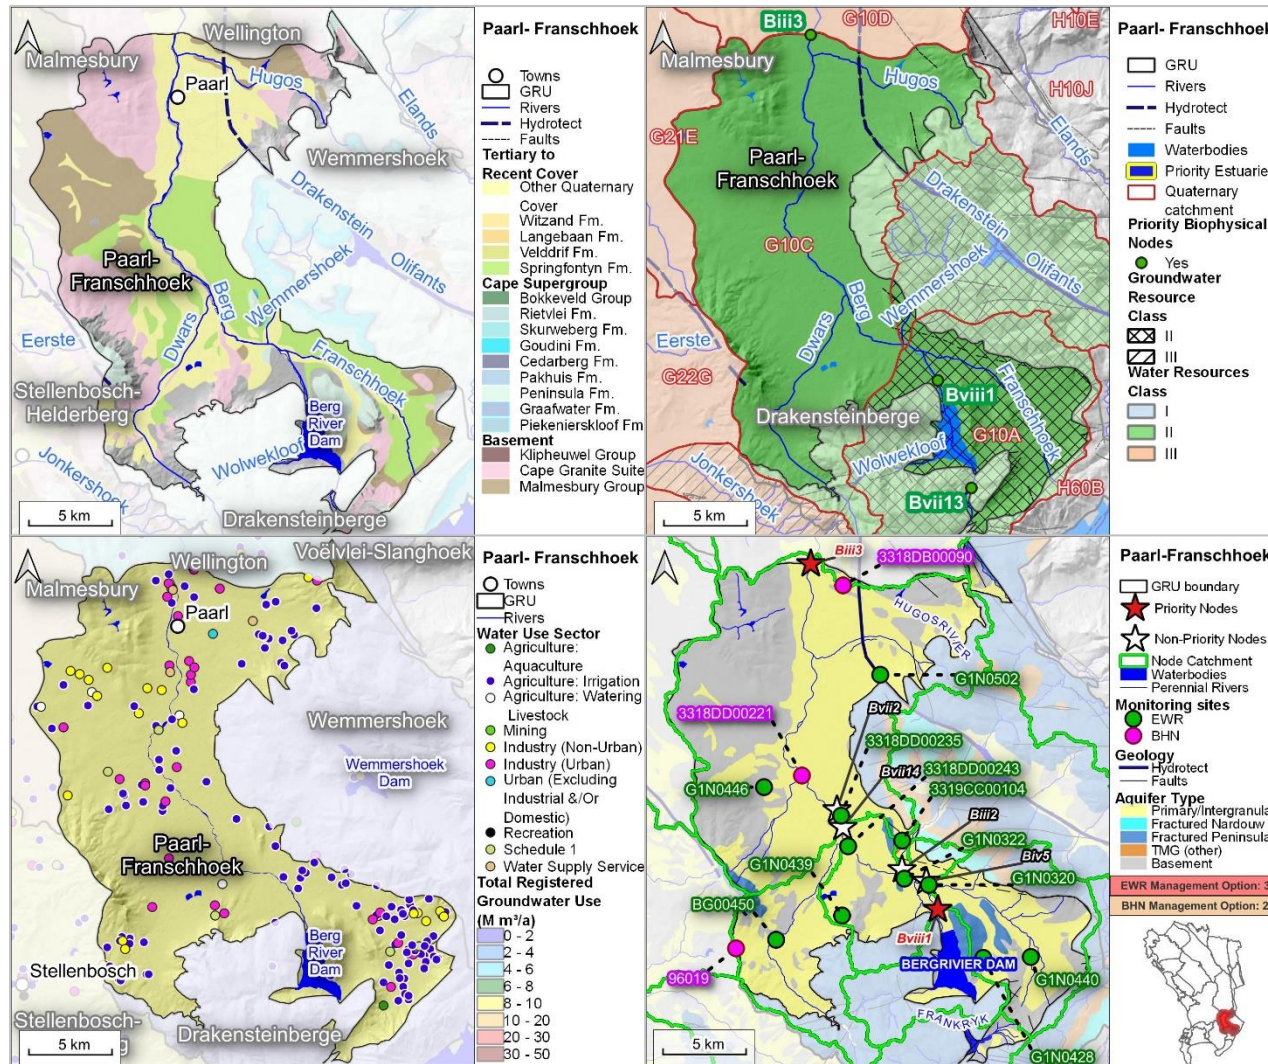 Paarl- Franschhoek
Wellington
Malmesbury
Paarl
Hugos
Elands
Wemmershoek
Drakenstein
Olifants
Wemmershoek
Paarl-
Franschhoek
Berg
Dwars
Franschhoek
Eerste
Stellenbosch-
Helderberg
Berg
River
Dam
Wolwekloof
Jonkershoek
Drakensteinberge
5 km
Towns
GRU
Rivers
Hydrotect
Faults
Tertiary to
Recent Cover
Other Quaternary
Cover
Witzand Fm.
Langebaan Fm.
Velddrif Fm.
Springfontyn Fm.
Cape Supergroup
Bokkeveld Group
Rietvlei Fm.
Skurweberg Fm.
Goudini Fm.
Cedarberg Fm.
Pakhuis Fm.
Peninsula Fm.
Graafwater Fm.
Piekenierskloof Fm
Basement
Klipheuwel Group
Cape Granite Suite
Malmesbury Group
Paarl- Franschhoek
Biii3
G10D
H10E
Malmesbury
Hugos
H10J
Elands
G21E
Paarl-
Franschhoek
Drakenstein
G10C
Wemmershoek
Olifants
Berg
Dwars
Eerste
G22G
Franschhoek
Bviii1
Drakensteinberge
G10A
Wolwekloof
Jonkershoek
Bvii13
H60B
5 km
GRU
Rivers
Hydrotect
Faults
Waterbodies
Priority Estuarie
Quaternary
catchment
Priority Biophysical
Nodes
Yes
Groundwater
Resource
Class
II
III
Water Resources
Class
I
II
III
Paarl- Franschhoek
Voëlvlei-Slanghoek
Wellington
Malmesbury
Paarl
Wemmershoek
Wemmershoek
Dam
Paarl-
Franschhoek
Berg
River
Dam
Stellenbosch
Stellenbosch-
Drakensteinberge
5 km
Towns
GRU
Rivers
Water Use Sector
Agriculture:
Aquaculture
Agriculture: Irrigation
Agriculture: Watering
Livestock
Mining
Industry (Non-Urban)
Industry (Urban)
Urban (Excluding
Industrial &/Or
Domestic)
Recreation
Schedule 1
Water Supply Service
Total Registered
Groundwater Use
(M m³/a)
0 - 2
2 - 4
4 - 6
6 - 8
8 - 10
10 - 20
20 - 30
30 - 50
Paarl-Franschhoek
Biii3
3318DB00090
HUGOSRIVIER
G1N0502
Bvii2
3318DD00221
3318DD00235
Bvii14
3318DD00243
G1N0446
3319CC00104
Biii2
G1N0322
Biv5
G1N0439
G1N0320
BG00450
Bviii1
BERGRIVIER DAM
96019
G1N0440
FRANKRYK
G1N0428
5 km
GRU boundary
Priority Nodes
Non-Priority Nodes
Node Catchment
Waterbodies
Perennial Rivers
Monitoring sites
EWR
BHN
Geology
Hydrotect
Faults
Aquifer Type
Primary/Intergranula
Fractured Nardouw
Fractured Peninsula
TMG (other)
Basement
EWR Management Option: 3
BHN Management Option: 2